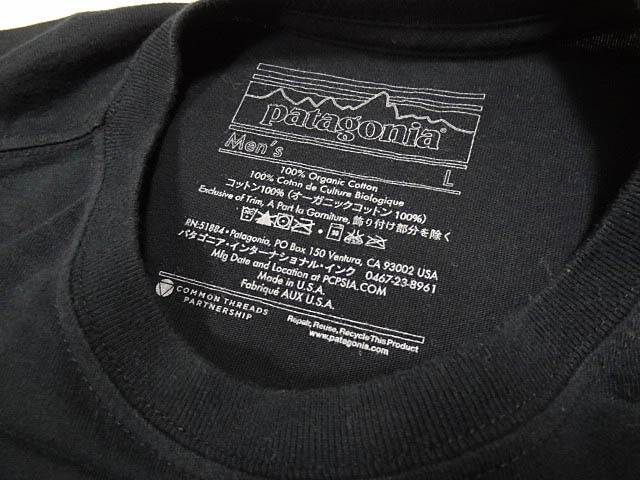 patagonia®
Men's L
100% Organic Cotton
100% Coton de Culture Biologique
コットン100% (オーガニックコットン 100%)
Exclusive of Trim, A Part la Garniture, 飾り付け部分を除く
RN:51884・Patagonia, PO Box 150 Ventura, CA 93002 USA
パタゴニア・インターナショナル・インク 0467-23-8961
Mfg Date and Location at PCPSIA.COM
Made in U.S.A.
Fabriqué AUX U.S.A.
COMMON THREADS
PARTNERSHIP
Repair, Reuse, Recycle This Product
www.patagonia.com